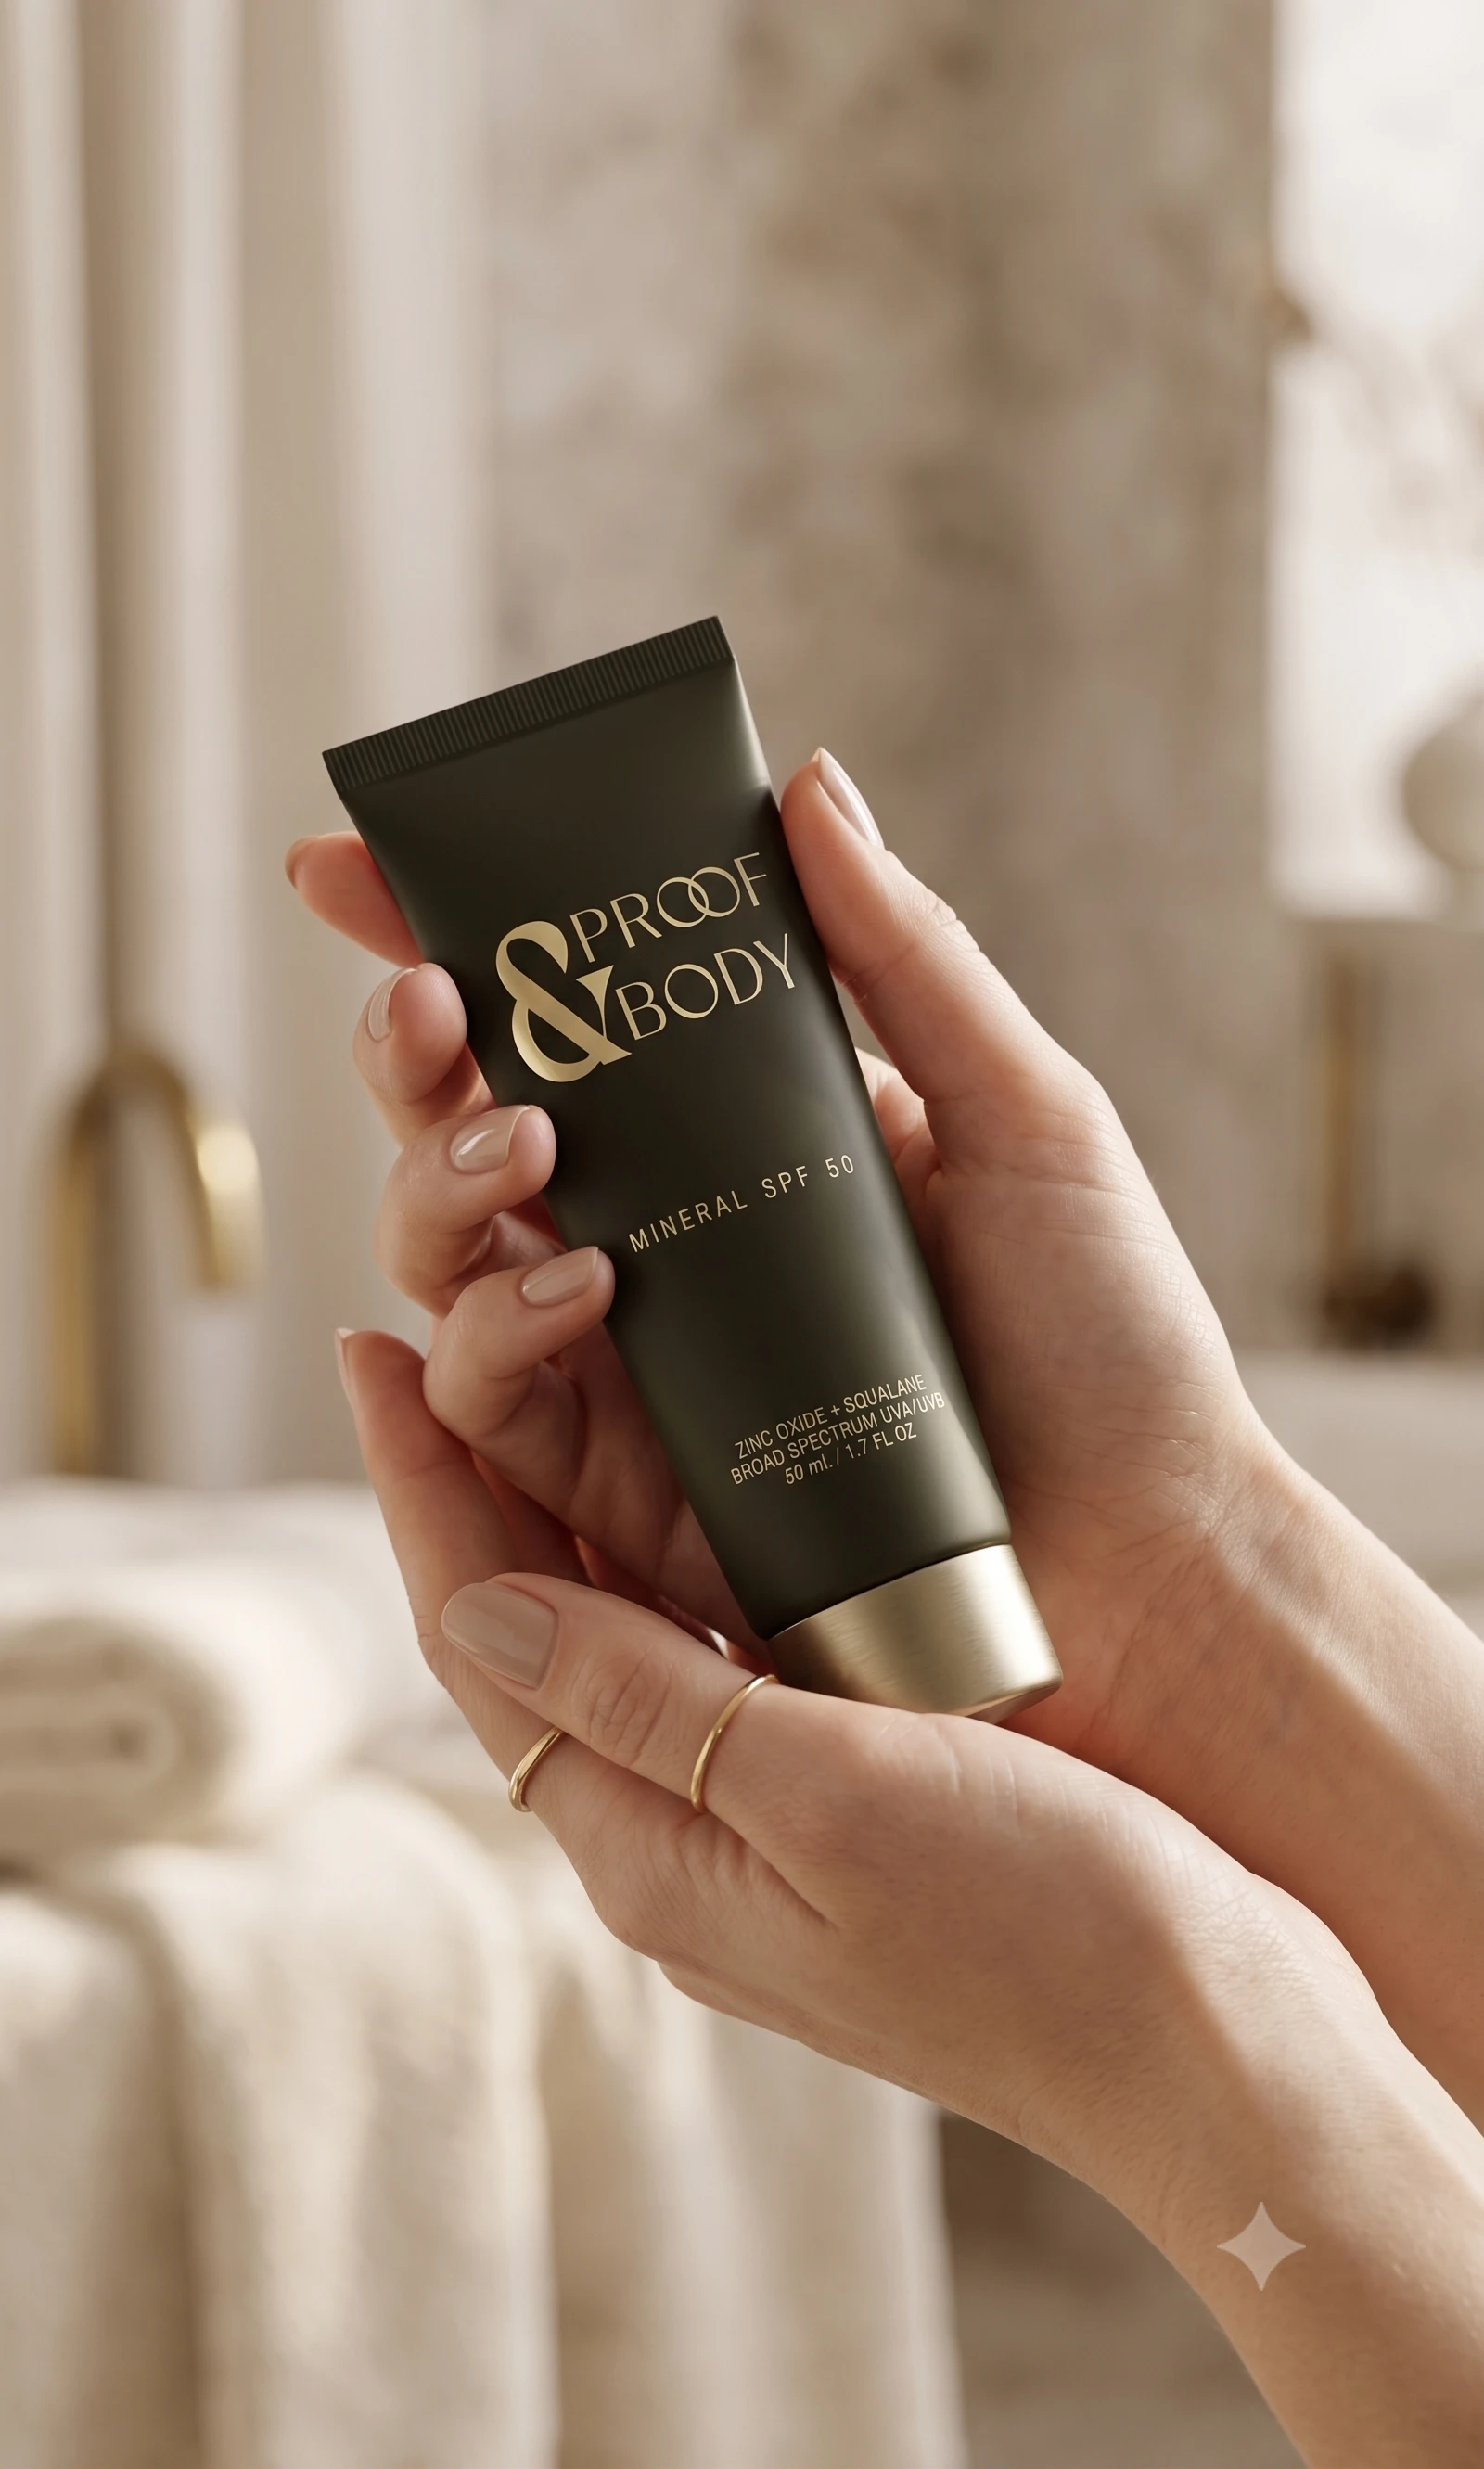 & PROOF
BODY
MINERAL SPF 50
ZINC OXIDE + SQUALANE
BROAD SPECTRUM UVA/UVB
50 ml. / 1.7 FL OZ